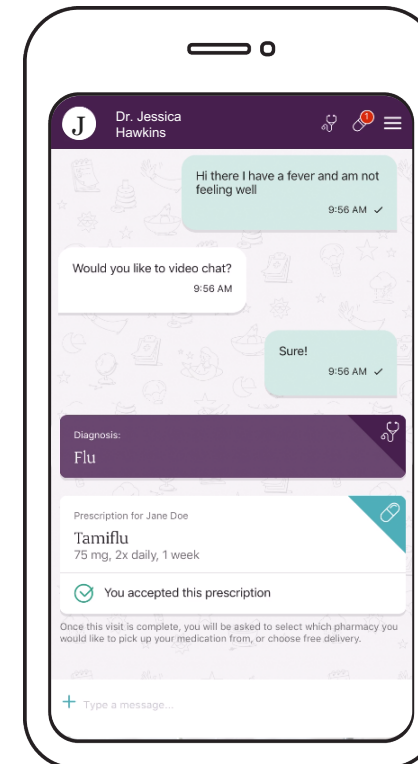 J
Dr. Jessica
Hawkins
1
Hi there I have a fever and am not
feeling well
9:56 AM ✓
Would you like to video chat?
9:56 AM
Sure!
9:56 AM ✓
Diagnosis:
Flu
Prescription for Jane Doe
Tamiflu
75 mg, 2x daily, 1 week
You accepted this prescription
Once this visit is complete, you will be asked to select which pharmacy you
would like to pick up your medication from, or choose free delivery.
+ Type a message...